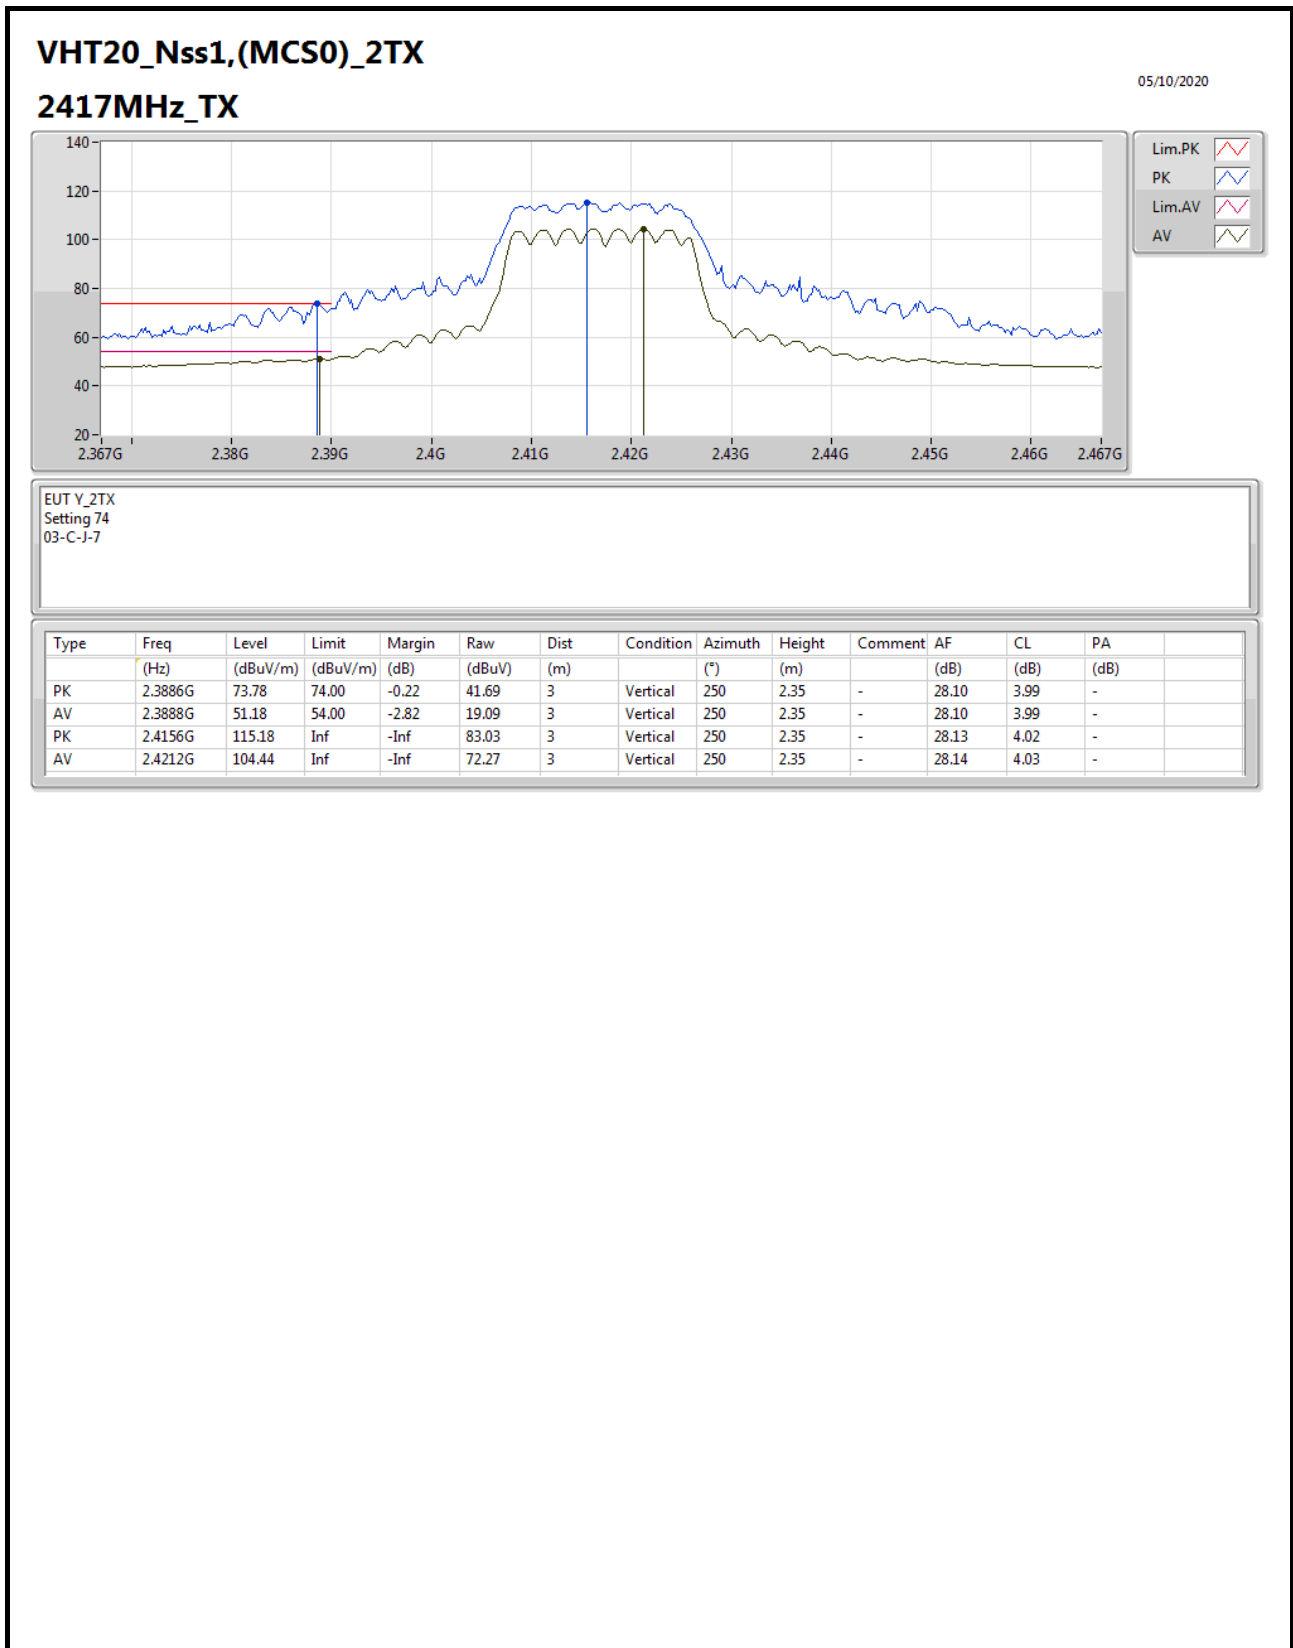 VHT20_Nss1,(MCS0)_2TX
05/10/2020
2417MHz_TX
140
120
100
80
60
40
20
2.367G 2.38G 2.39G 2.4G 2.41G 2.42G 2.43G 2.44G 2.45G 2.46G 2.467G
Lim.PK
PK
Lim.AV
AV
EUT Y_2TX
Setting 74
03-C-J-7
Type Freq Level Limit Margin Raw Dist Condition Azimuth Height Comment AF CL PA
(Hz) (dBuV/m) (dBuV/m) (dB) (dBuV) (m) (°) (m) (dB) (dB) (dB)
PK 2.3886G 73.78 74.00 -0.22 41.69 3 Vertical 250 2.35 - 28.10 3.99 -
AV 2.3888G 51.18 54.00 -2.82 19.09 3 Vertical 250 2.35 - 28.10 3.99 -
PK 2.4156G 115.18 Inf -Inf 83.03 3 Vertical 250 2.35 - 28.13 4.02 -
AV 2.4212G 104.44 Inf -Inf 72.27 3 Vertical 250 2.35 - 28.14 4.03 -